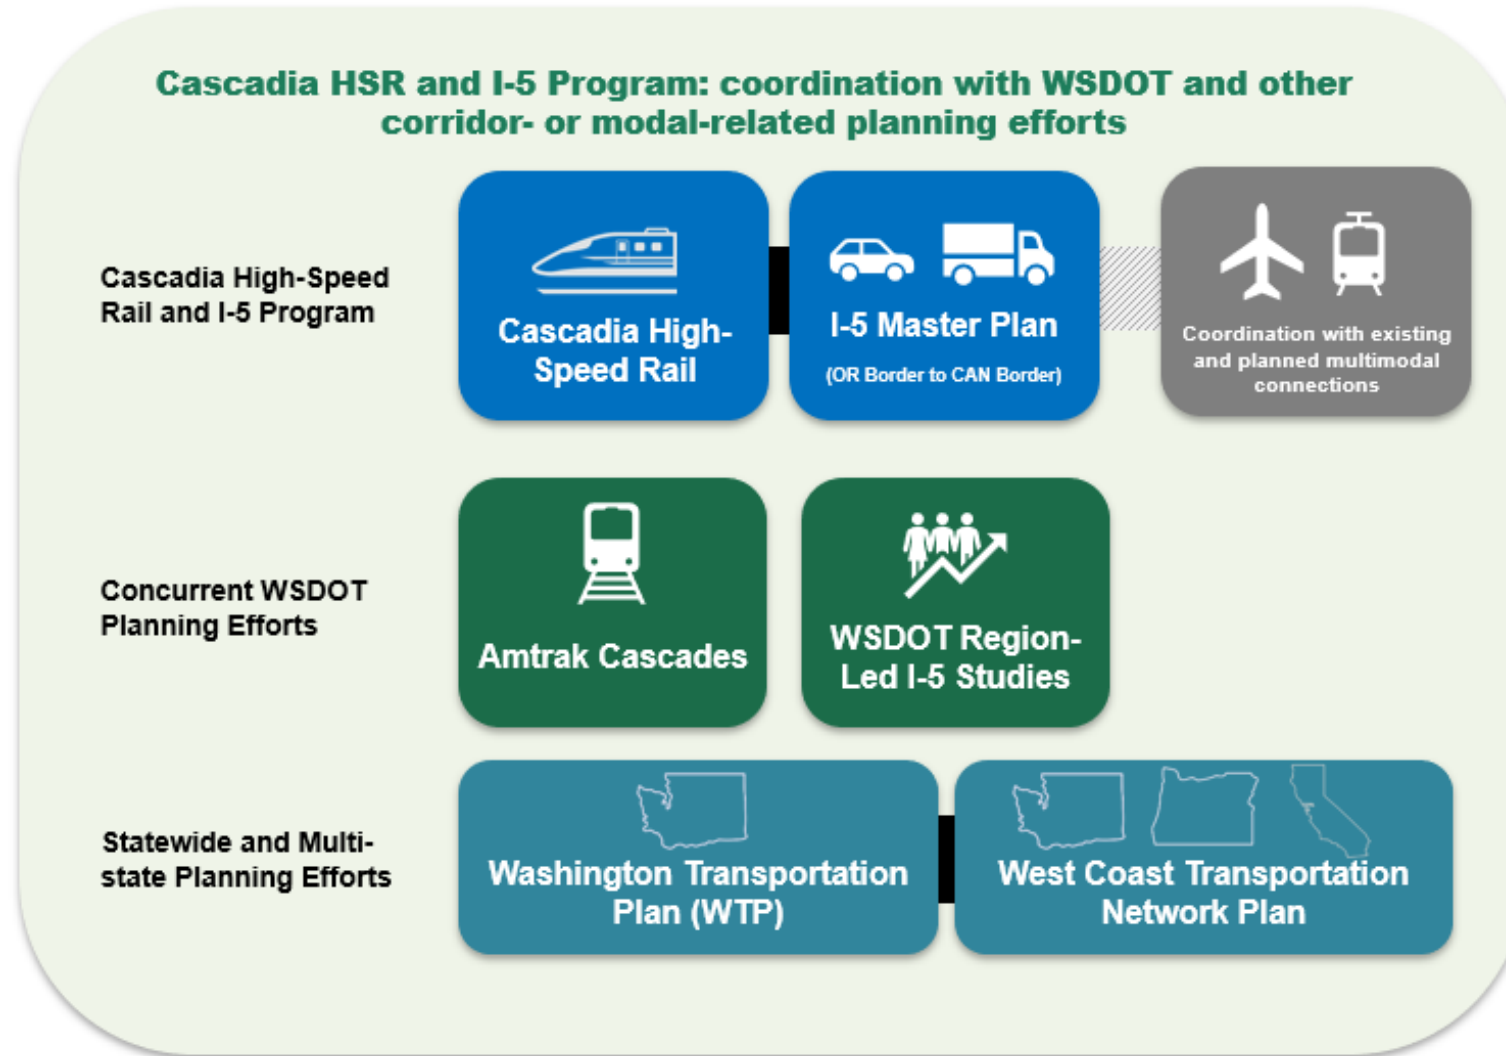 Cascadia HSR and I-5 Program: coordination with WSDOT and other
corridor- or modal-related planning efforts
Cascadia High-Speed
Rail and I-5 Program
Cascadia High-
Speed Rail
I-5 Master Plan
(OR Border to CAN Border)
Coordination with existing
and planned multimodal
connections
Concurrent WSDOT
Planning Efforts
Amtrak Cascades
WSDOT Region-
Led I-5 Studies
Statewide and Multi-
state Planning Efforts
Washington Transportation
Plan (WTP)
West Coast Transportation
Network Plan